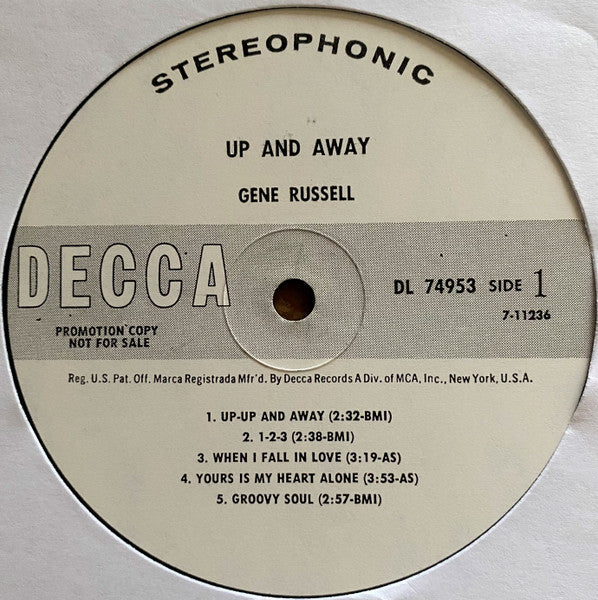 STEREOPHONIC
UP AND AWAY
GENE RUSSELL
DECCA
DL 74953 SIDE 1
7-11236
PROMOTION COPY
NOT FOR SALE
Reg. U.S. Pat. Off. Marca Registrada Mfr'd. By Decca Records A Div. of MCA, Inc., New York, U.S.A.
1. UP-UP AND AWAY (2:32-BMI)
2. 1-2-3 (2:38-BMI)
3. WHEN I FALL IN LOVE (3:19-AS)
4. YOURS IS MY HEART ALONE (3:53-AS)
5. GROOVY SOUL (2:57-BMI)